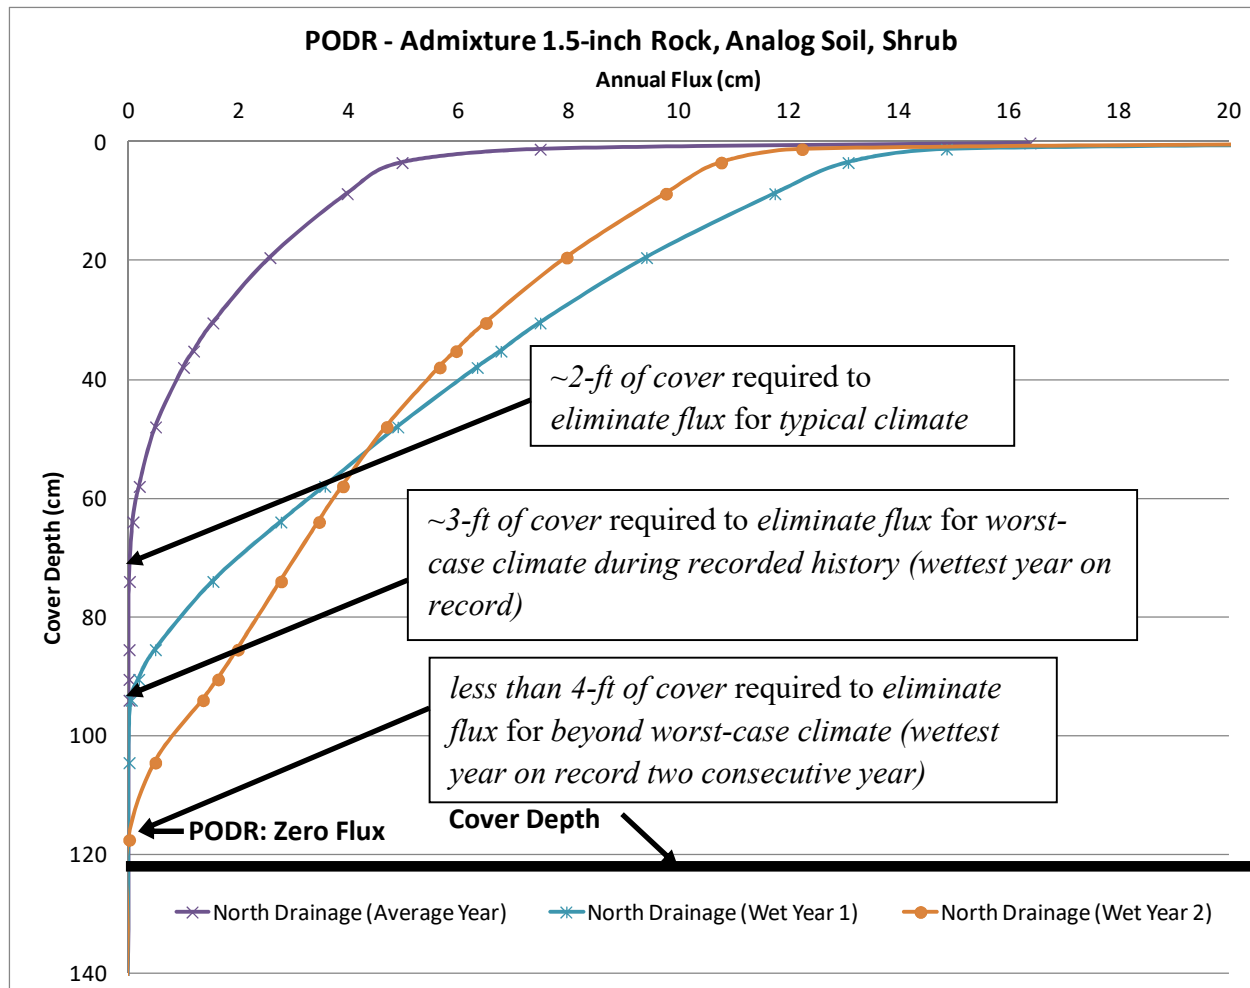 PODR - Admixture 1.5-inch Rock, Analog Soil, Shrub
Annual Flux (cm)
0 2 4 6 8 10 12 14 16 18 20
0
20
40
60
80
100
120
140
Cover Depth (cm)
~2-ft of cover required to
eliminate flux for typical climate
~3-ft of cover required to eliminate flux for worst-
case climate during recorded history (wettest year on
record)
less than 4-ft of cover required to eliminate
flux for beyond worst-case climate (wettest
year on record two consecutive year)
PODR: Zero Flux
Cover Depth
North Drainage (Average Year) North Drainage (Wet Year 1) North Drainage (Wet Year 2)